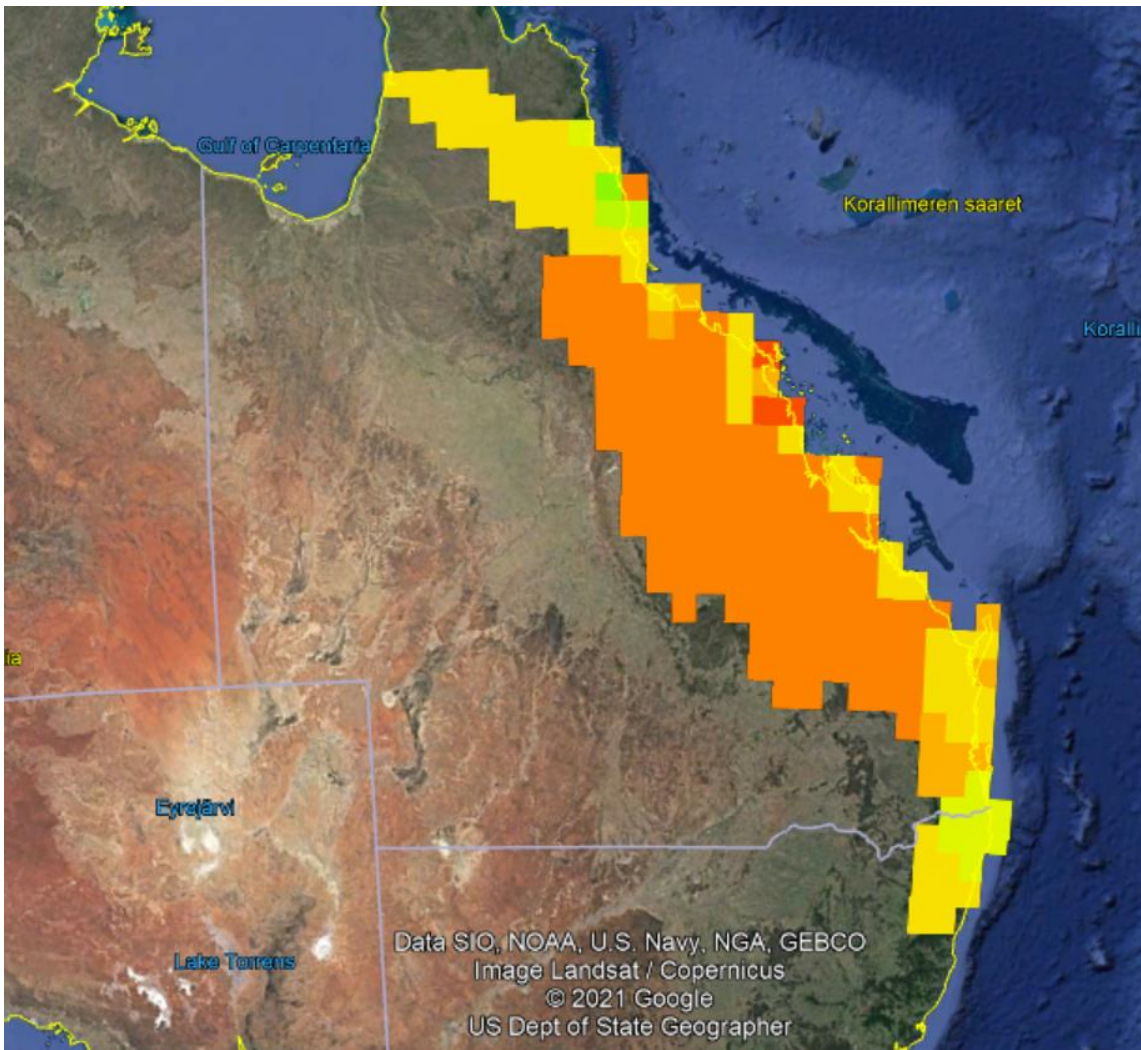 Gulf of Carpentaria
Korallimeren saaret
Koralli
ia
Eyrejärvi
Lake Torrens
Data SIO, NOAA, U.S. Navy, NGA, GEBCO
Image Landsat / Copernicus
© 2021 Google
US Dept of State Geographer